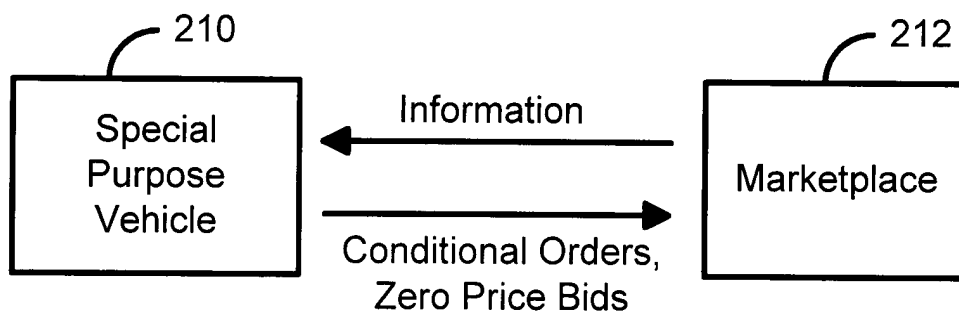 210
212
Special
Purpose
Vehicle
Information
Marketplace
Conditional Orders,
Zero Price Bids